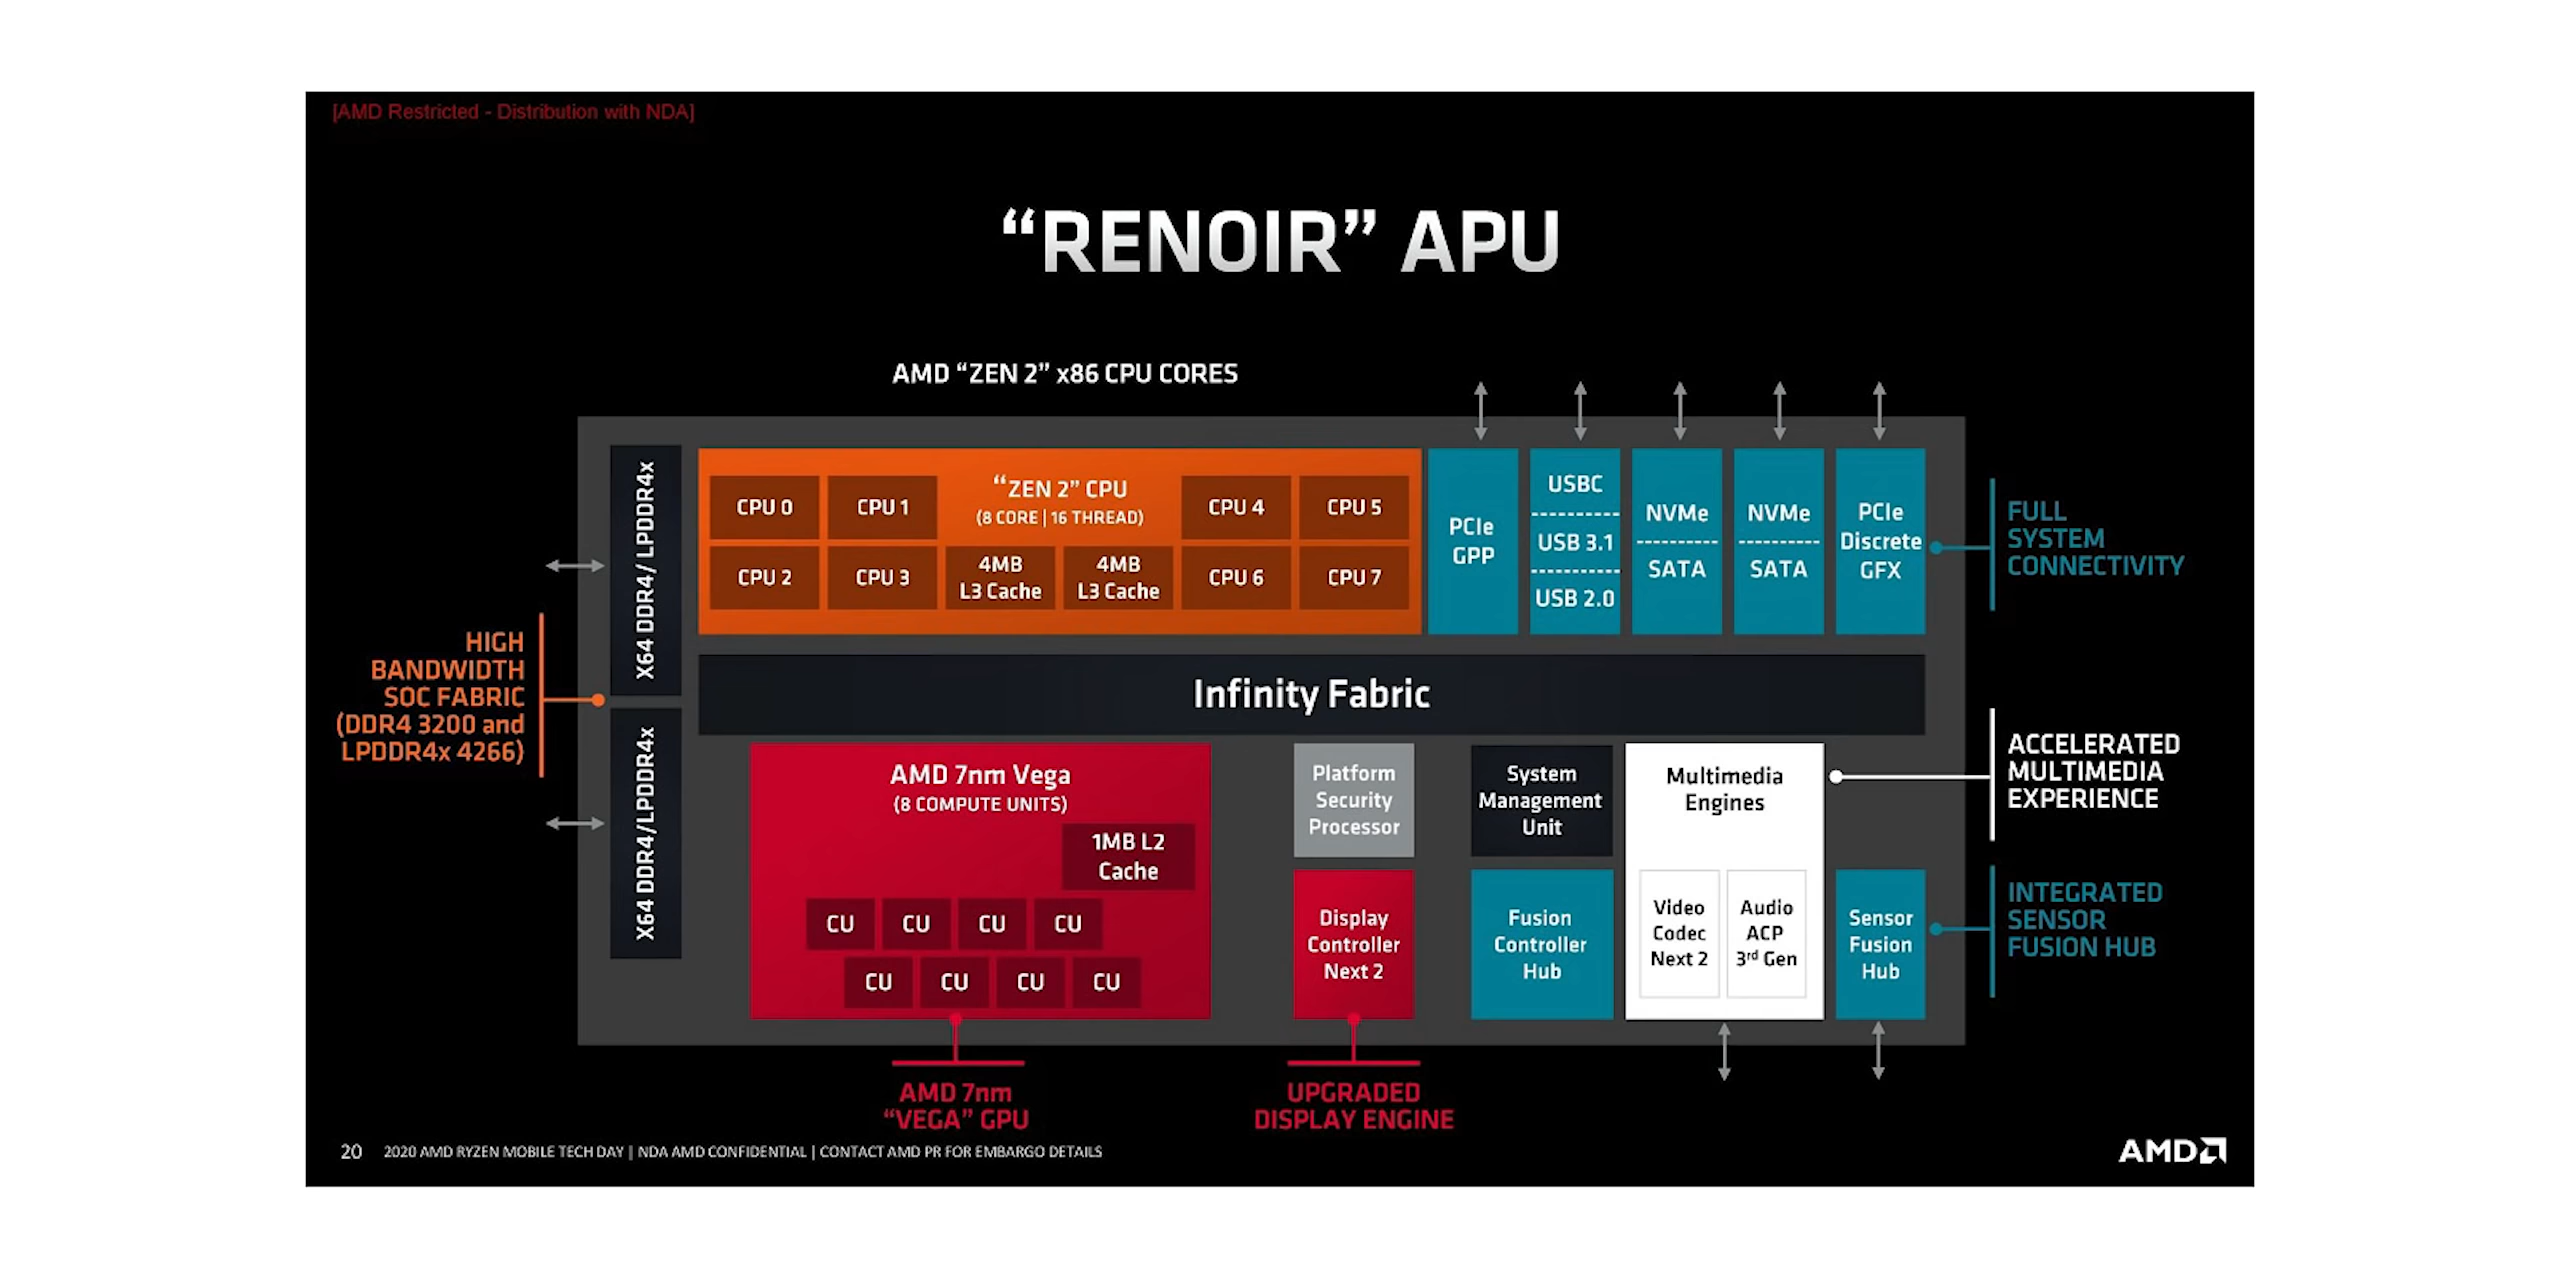 [AMD Restricted - Distribution with NDA]
“RENOIR” APU
AMD “ZEN 2” x86 CPU CORES
X64 DDR4/ LPDDR4x
X64 DDR4/LPDDR4x
HIGH
BANDWIDTH
SOC FABRIC
(DDR4 3200 and
LPDDR4x 4266)
“ZEN 2” CPU
(8 CORE | 16 THREAD)
CPU 0
CPU 1
CPU 4
CPU 5
CPU 2
CPU 3
4MB
L3 Cache
4MB
L3 Cache
CPU 6
CPU 7
PCIe
GPP
USBC
USB 3.1
USB 2.0
NVMe
SATA
NVMe
SATA
PCIe
Discrete
GFX
FULL
SYSTEM
CONNECTIVITY
Infinity Fabric
AMD 7nm Vega
(8 COMPUTE UNITS)
1MB L2
Cache
CU
CU
CU
CU
CU
CU
CU
CU
Platform
Security
Processor
Display
Controller
Next 2
System
Management
Unit
Fusion
Controller
Hub
Multimedia
Engines
Video
Codec
Next 2
Audio
ACP
3rd Gen
Sensor
Fusion
Hub
ACCELERATED
MULTIMEDIA
EXPERIENCE
INTEGRATED
SENSOR
FUSION HUB
AMD 7nm
“VEGA” GPU
UPGRADED
DISPLAY ENGINE
20
2020 AMD RYZEN MOBILE TECH DAY | NDA AMD CONFIDENTIAL | CONTACT AMD PR FOR EMBARGO DETAILS
AMD